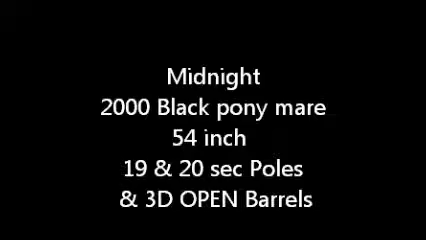 Midnight
2000 Black pony mare
54 inch
19 & 20 sec Poles
& 3D OPEN Barrels